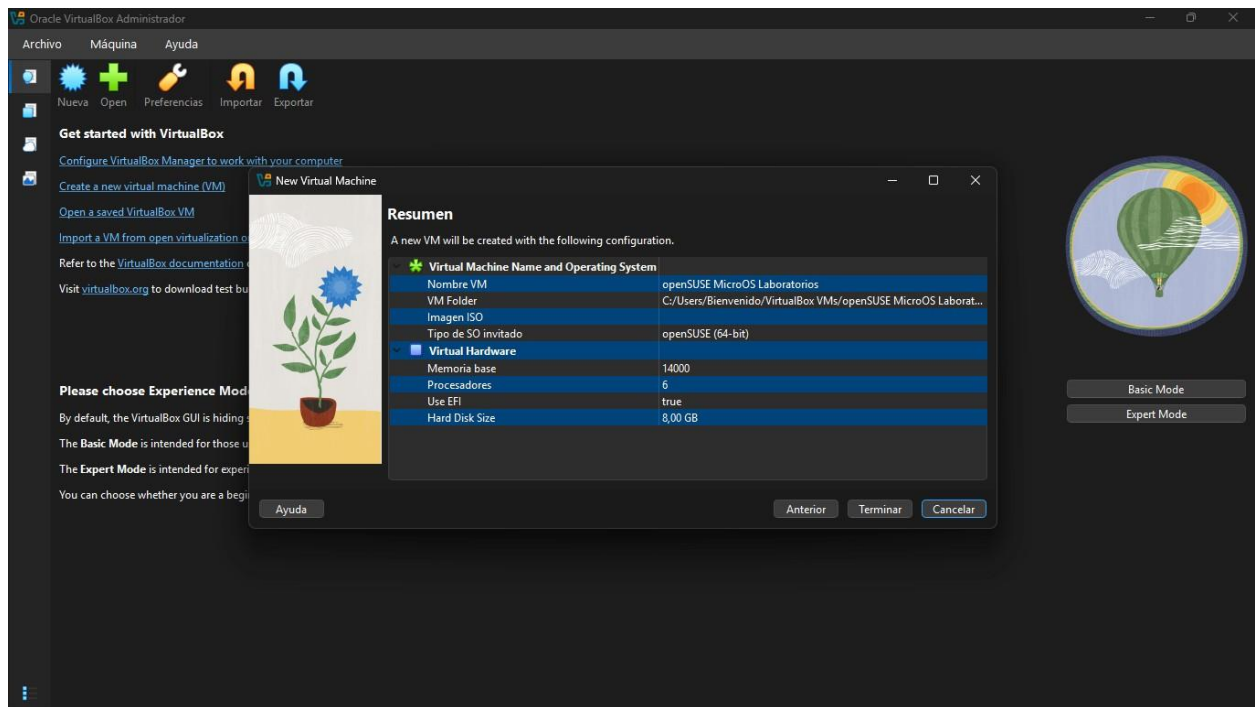 Oracle VirtualBox Administrador
Archivo Máquina Ayuda
Nueva Open Preferencias Importar Exportar
Get started with VirtualBox
Configure VirtualBox Manager to work with your computer
Create a new virtual machine (VM)
Open a saved VirtualBox VM
Import a VM from open virtualization
Refer to the VirtualBox documentation
Visit virtualbox.org to download test
Please choose Experience
By default, the VirtualBox GUI is hiding
The Basic Mode is intended for those
The Expert Mode is intended for
You can choose whether you are a
Basic Mode
Expert Mode
New Virtual Machine
Resumen
A new VM will be created with the following configuration.
Virtual Machine Name and Operating System
Nombre VM openSUSE MicroOS Laboratorios
VM Folder C:/Users/Bienvenido/VirtualBox VMs/openSUSE MicroOS Laborat...
Imagen ISO
Tipo de SO invitado openSUSE (64-bit)
Virtual Hardware
Memoria base 14000
Procesadores 6
Use EFI true
Hard Disk Size 8,00 GB
Ayuda Anterior Terminar Cancelar